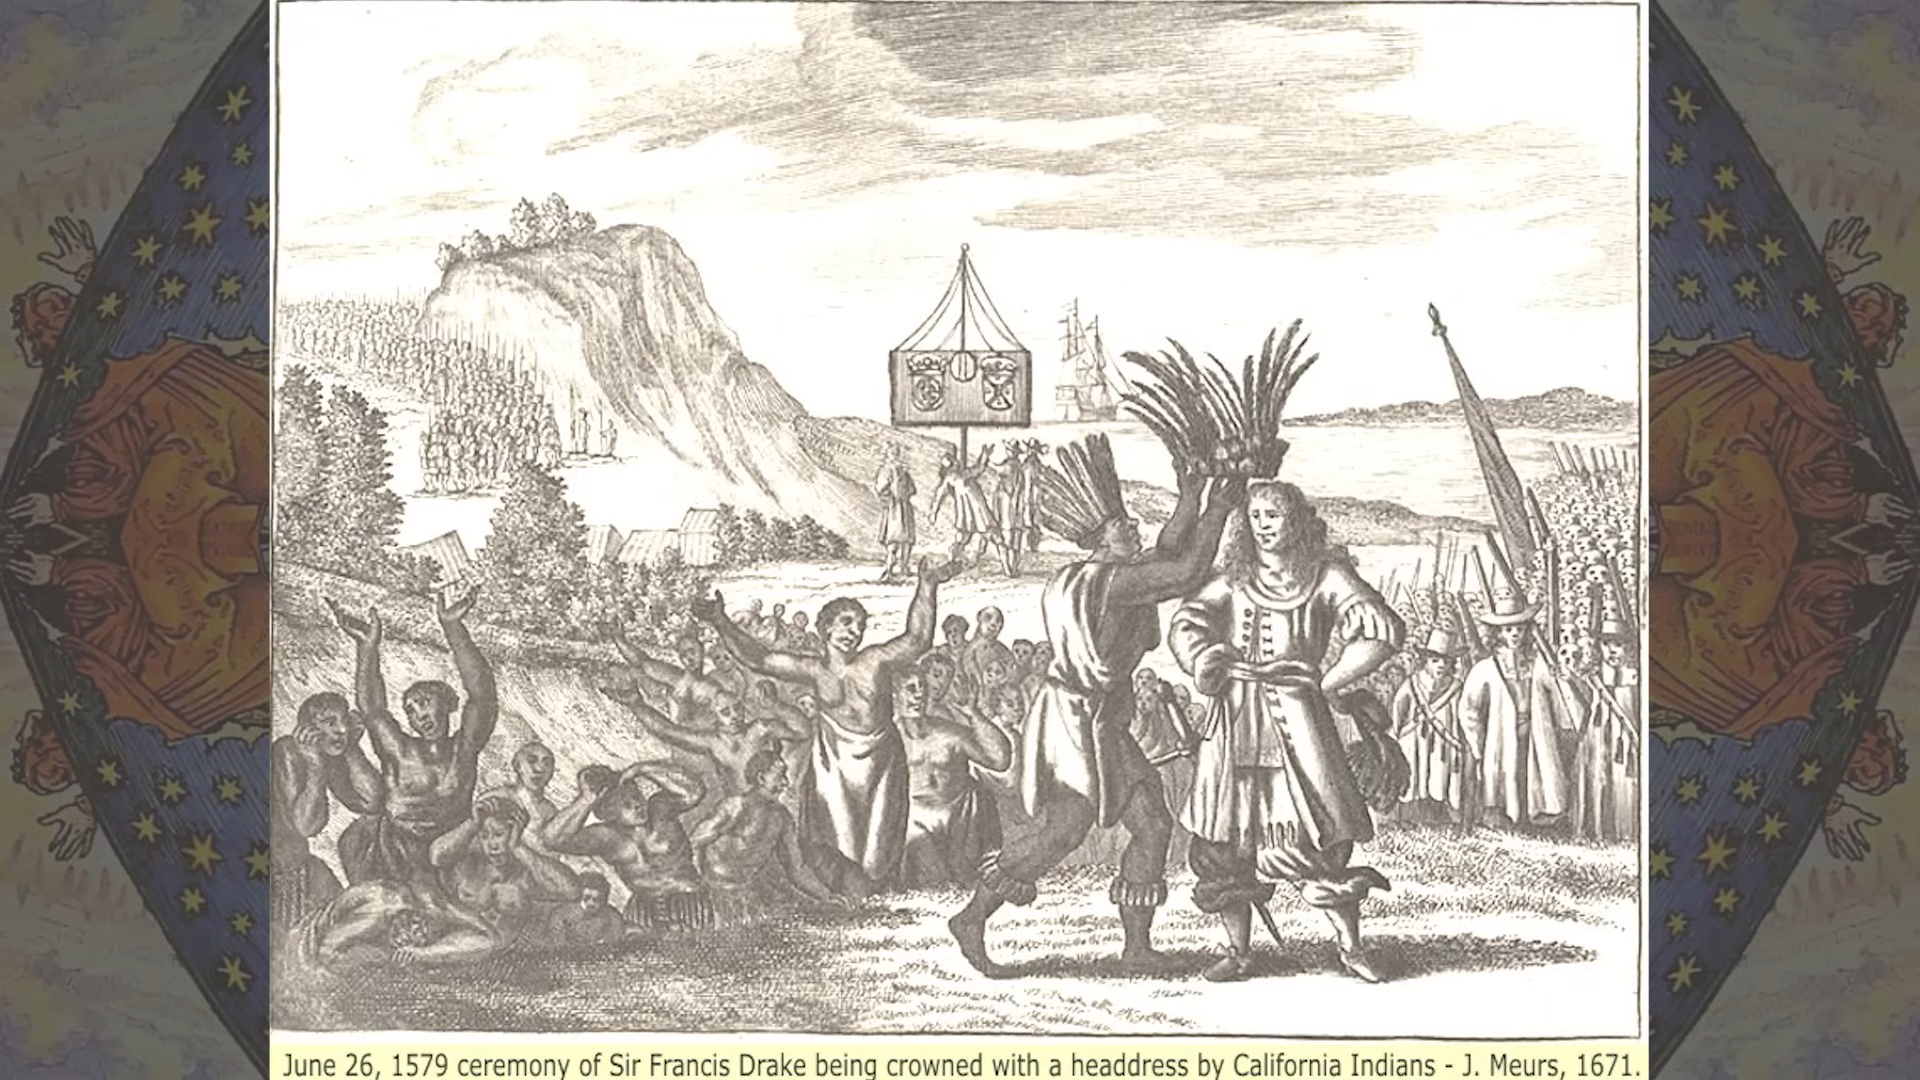 June 26, 1579 ceremony of Sir Francis Drake being crowned with a headdress by California Indians - J. Meurs, 1671.